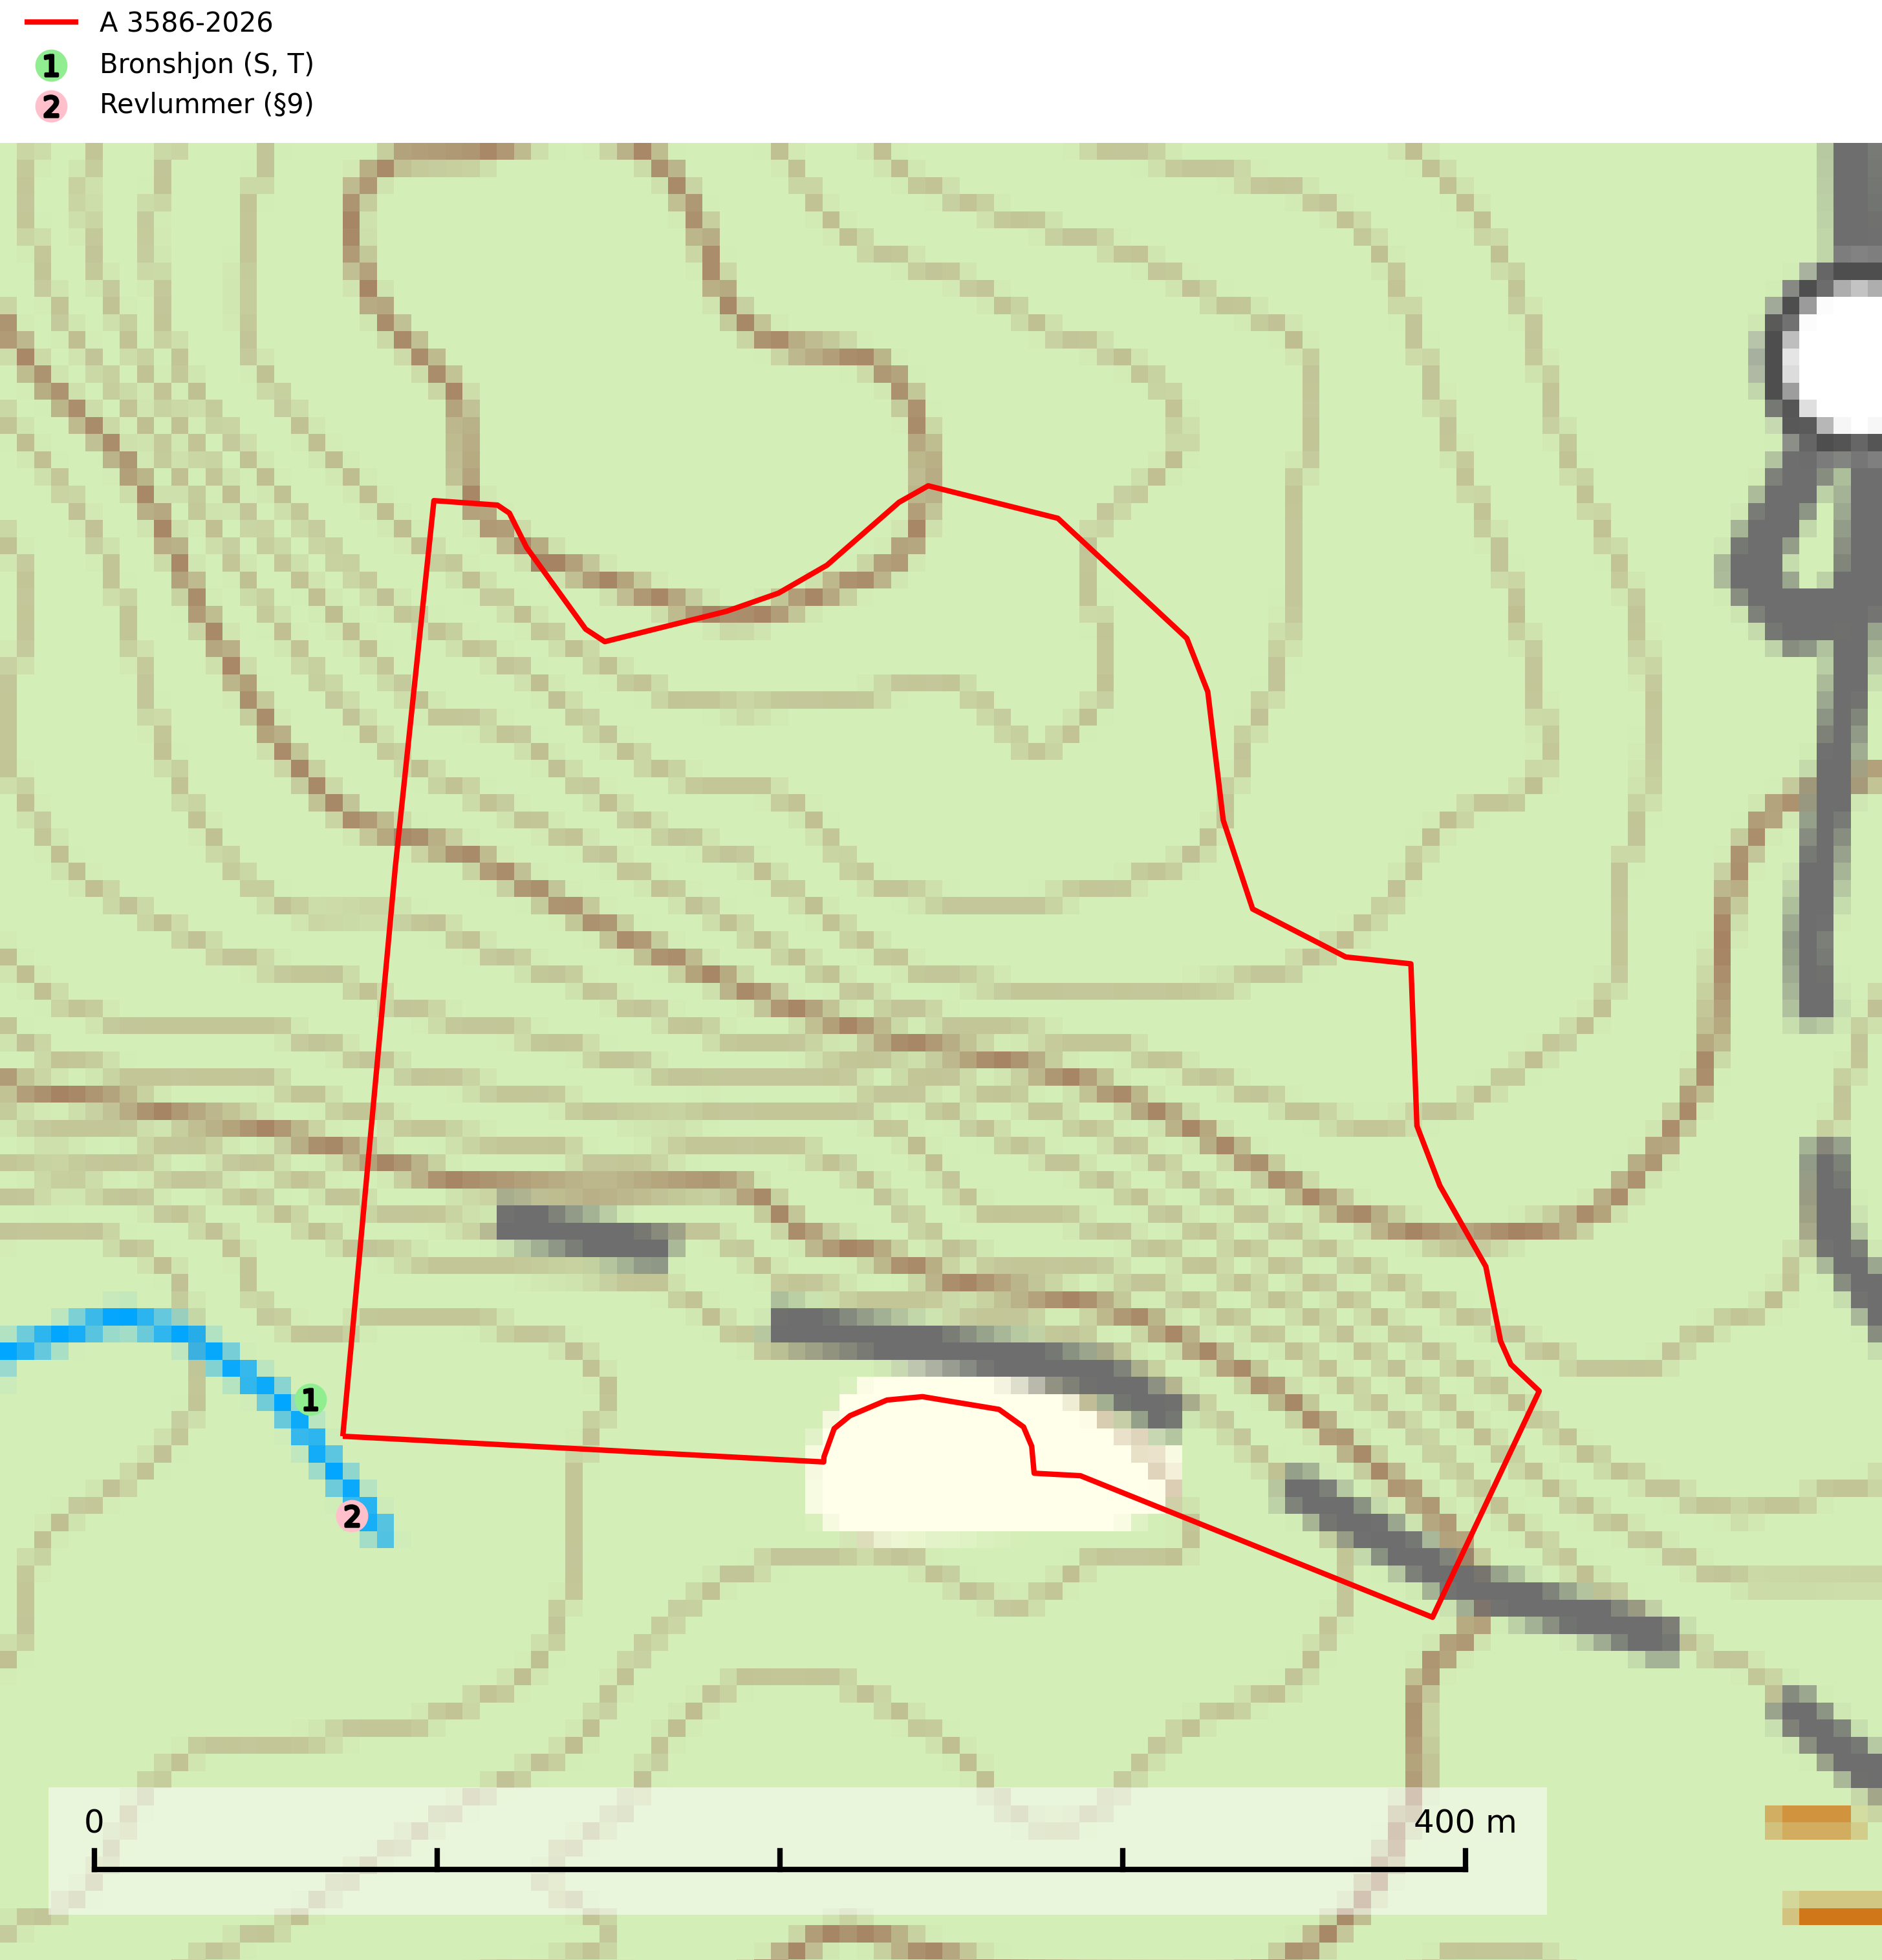 A 3586-2026
1 Bronshjon (S, T)
2 Revlummer (§9)
1
2
0 400 m